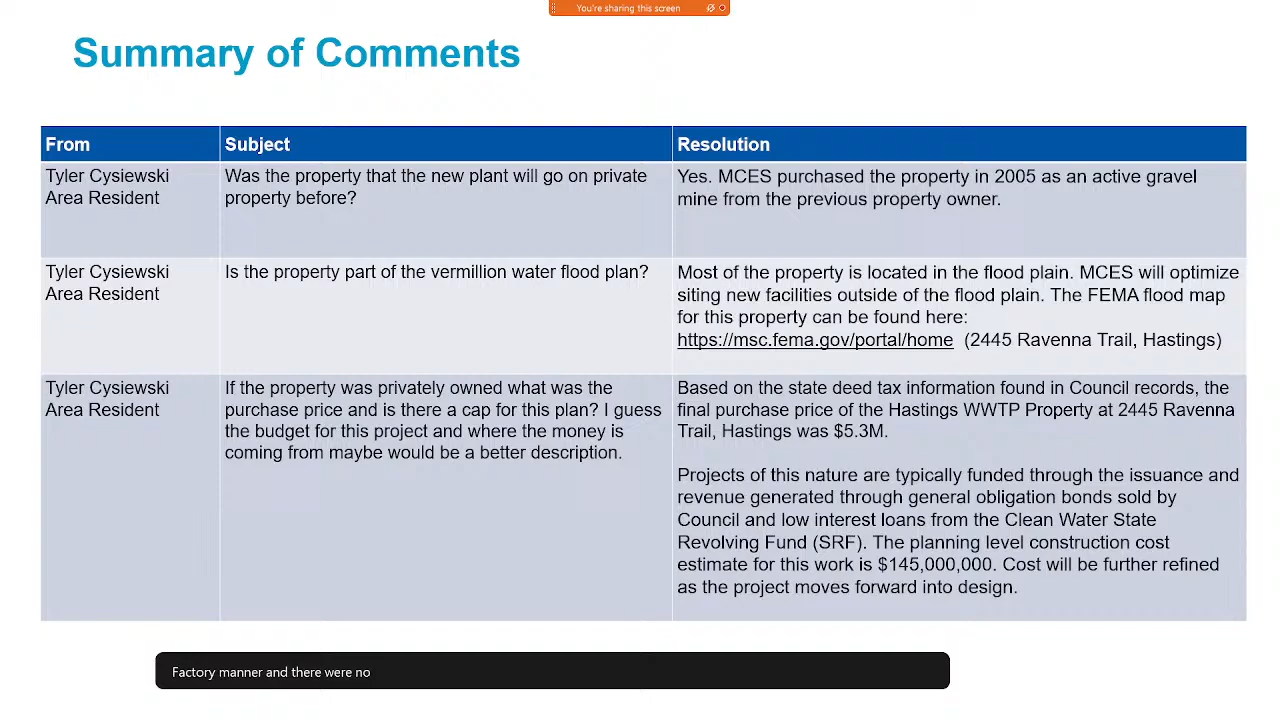 You're sharing this screen
Summary of Comments
From
Subject
Resolution
Tyler Cysiewski
Area Resident
Was the property that the new plant will go on private
property before?
Yes. MCES purchased the property in 2005 as an active gravel
mine from the previous property owner.
Tyler Cysiewski
Area Resident
Is the property part of the vermillion water flood plan?
Most of the property is located in the flood plain. MCES will optimize
siting new facilities outside of the flood plain. The FEMA flood map
for this property can be found here:
https://msc.fema.gov/portal/home (2445 Ravenna Trail, Hastings)
Tyler Cysiewski
Area Resident
If the property was privately owned what was the
purchase price and is there a cap for this plan? I guess
the budget for this project and where the money is
coming from maybe would be a better description.
Based on the state deed tax information found in Council records, the
final purchase price of the Hastings WWTP Property at 2445 Ravenna
Trail, Hastings was $5.3M.
Projects of this nature are typically funded through the issuance and
revenue generated through general obligation bonds sold by
Council and low interest loans from the Clean Water State
Revolving Fund (SRF). The planning level construction cost
estimate for this work is $145,000,000. Cost will be further refined
as the project moves forward into design.
Factory manner and there were no